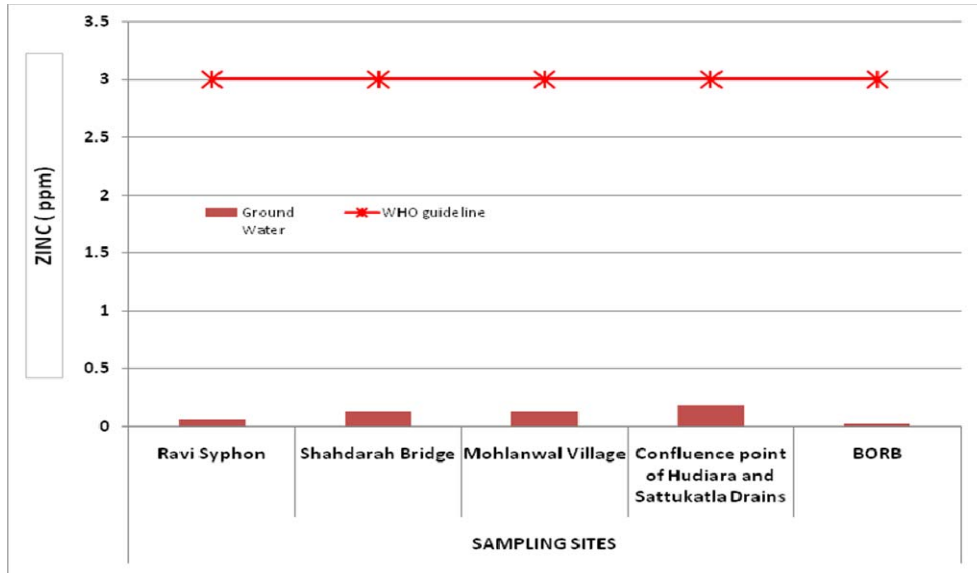 3.5
3
2.5
2
1.5
1
0.5
0
ZINC ( ppm)
Ground
Water
WHO guideline
Ravi Syphon
Shahdarah Bridge
Mohlanwal Village
Confluence point
of Hudiara and
Sattukatla Drains
BORB
SAMPLING SITES